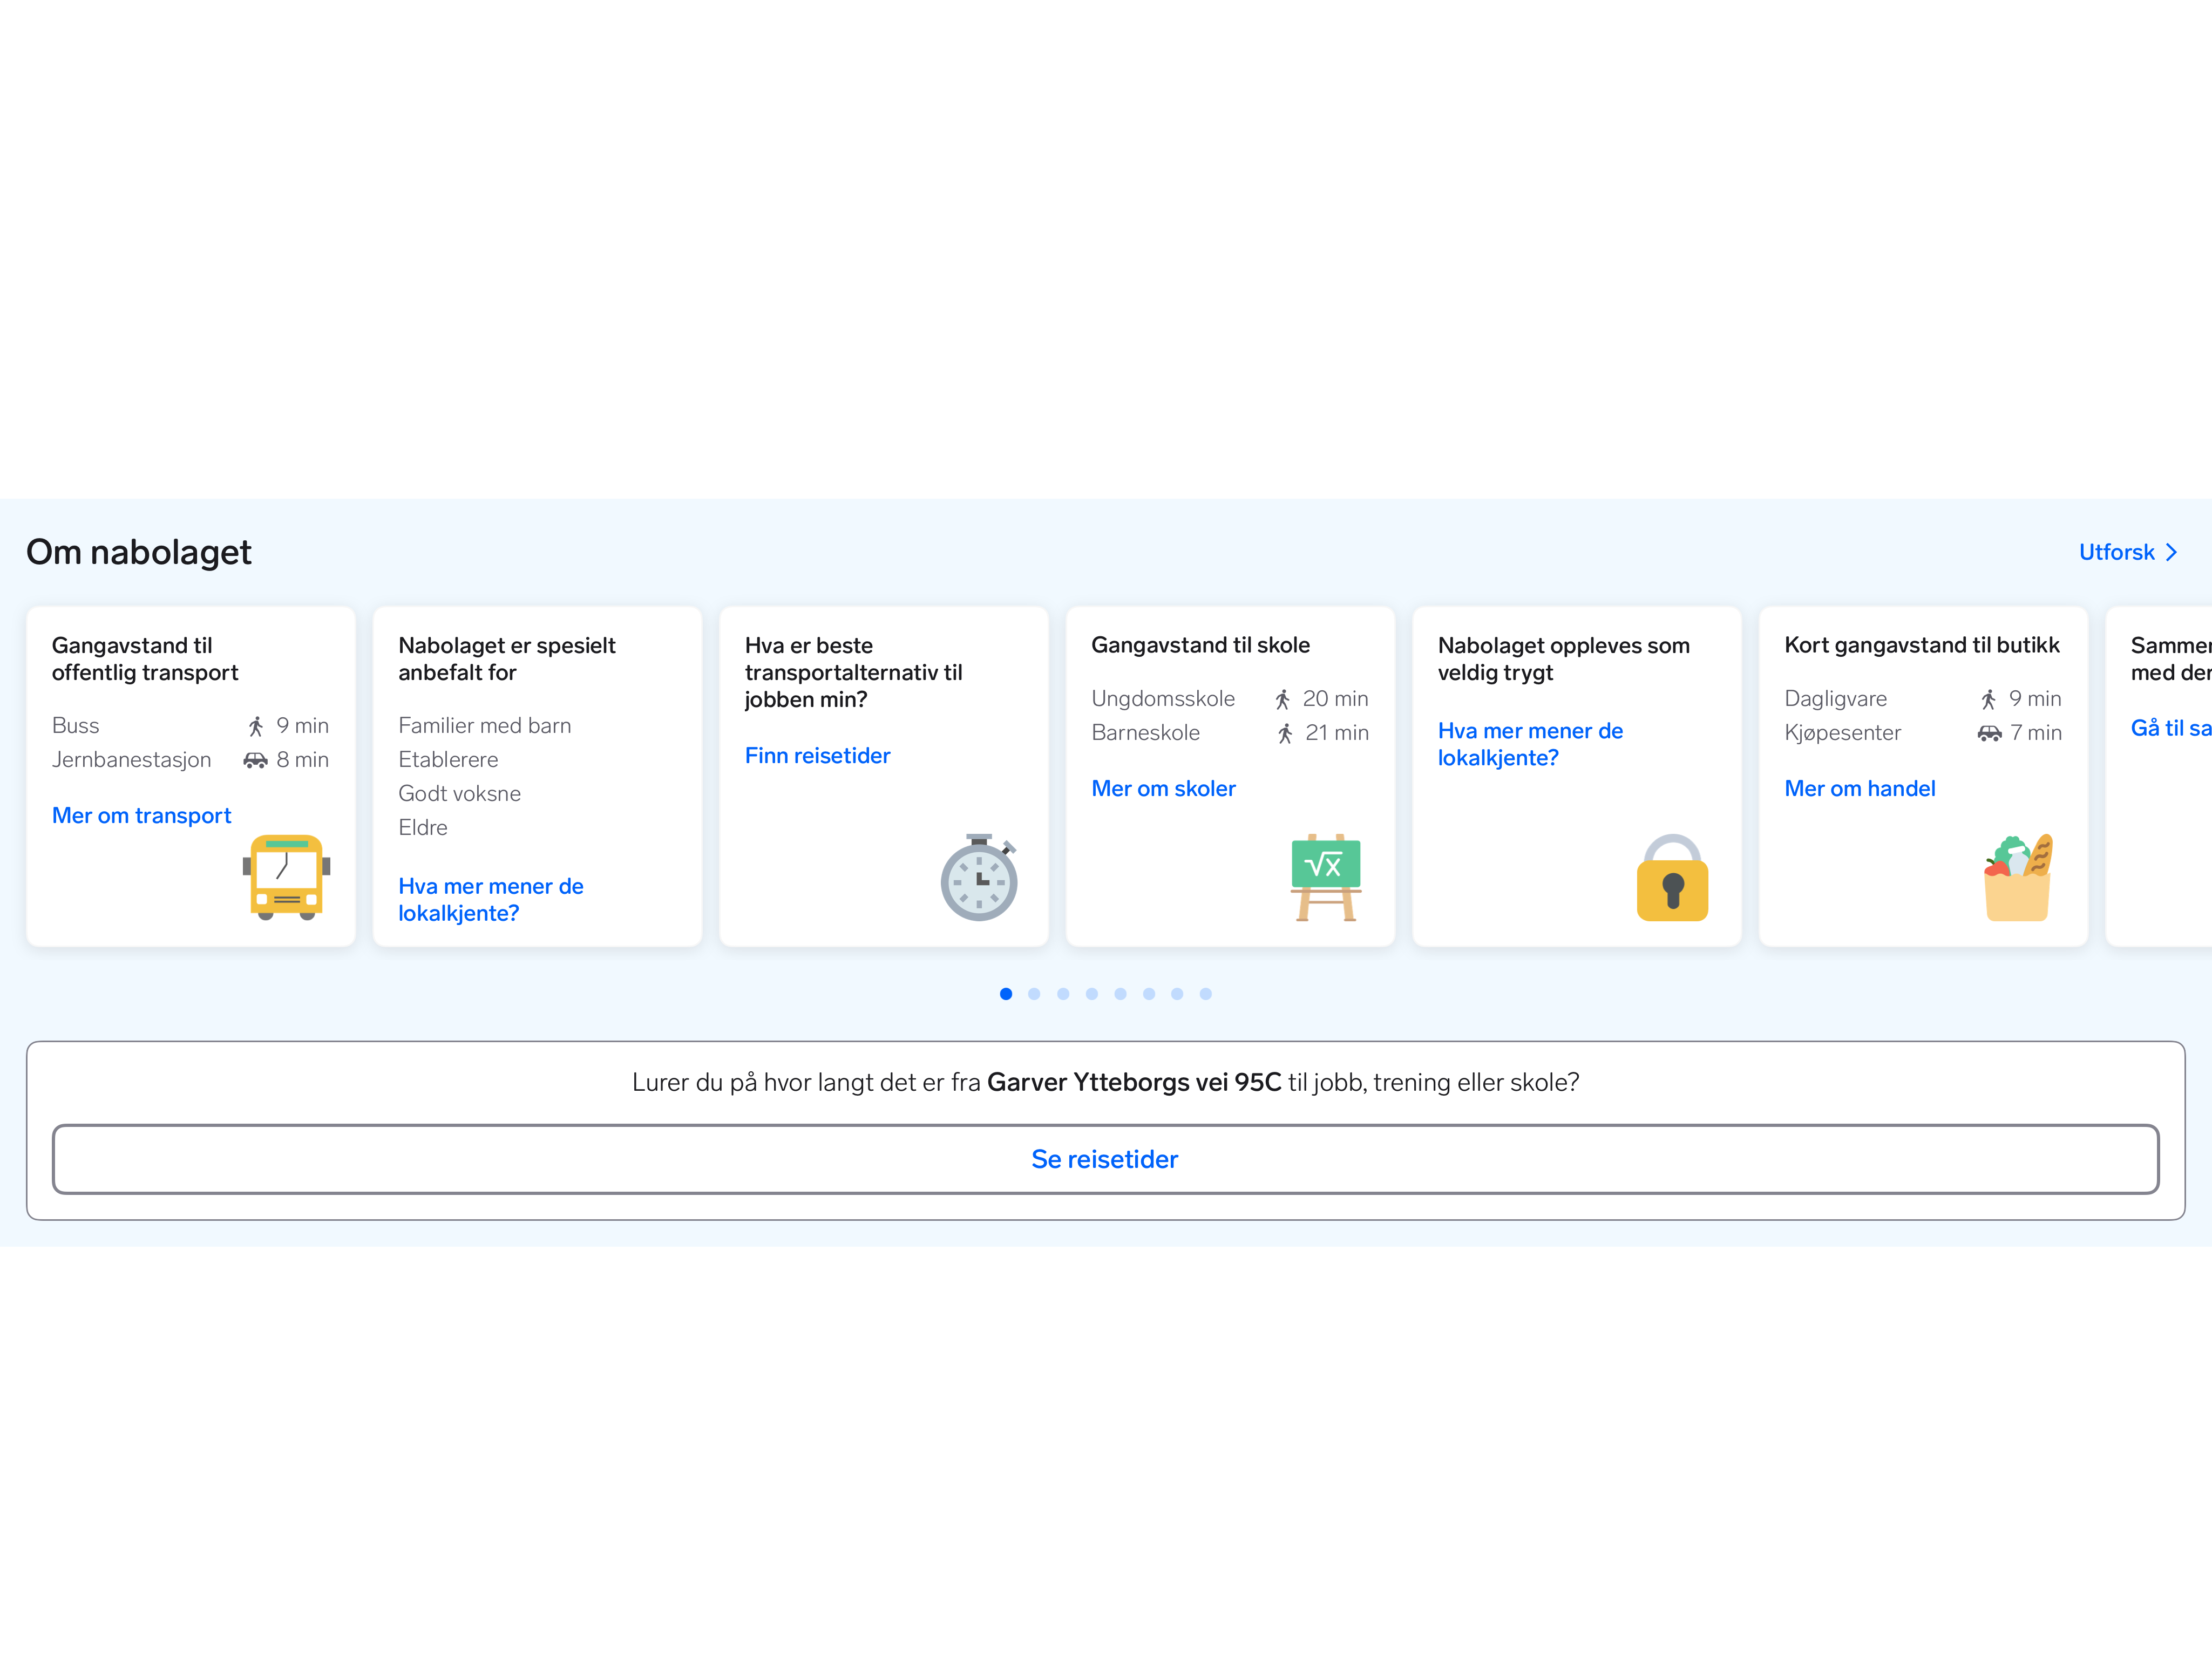 Om nabolaget
Utforsk
Gangavstand til
offentlig transport
Buss 9 min
Jernbanestasjon 8 min
Mer om transport
Nabolaget er spesielt
anbefalt for
Familier med barn
Etablerere
Godt voksne
Eldre
Hva mer mener de
lokalkjente?
Hva er beste
transportalternativ til
jobben min?
Finn reisetider
Gangavstand til skole
Ungdomsskole 20 min
Barneskole 21 min
Mer om skoler
√x
Nabolaget oppleves som
veldig trygt
Hva mer mener de
lokalkjente?
Kort gangavstand til butikk
Dagligvare 9 min
Kjøpesenter 7 min
Mer om handel
med
Gå til
Lurer du på hvor langt det er fra Garver Ytteborgs vei 95C til jobb, trening eller skole?
Se reisetider